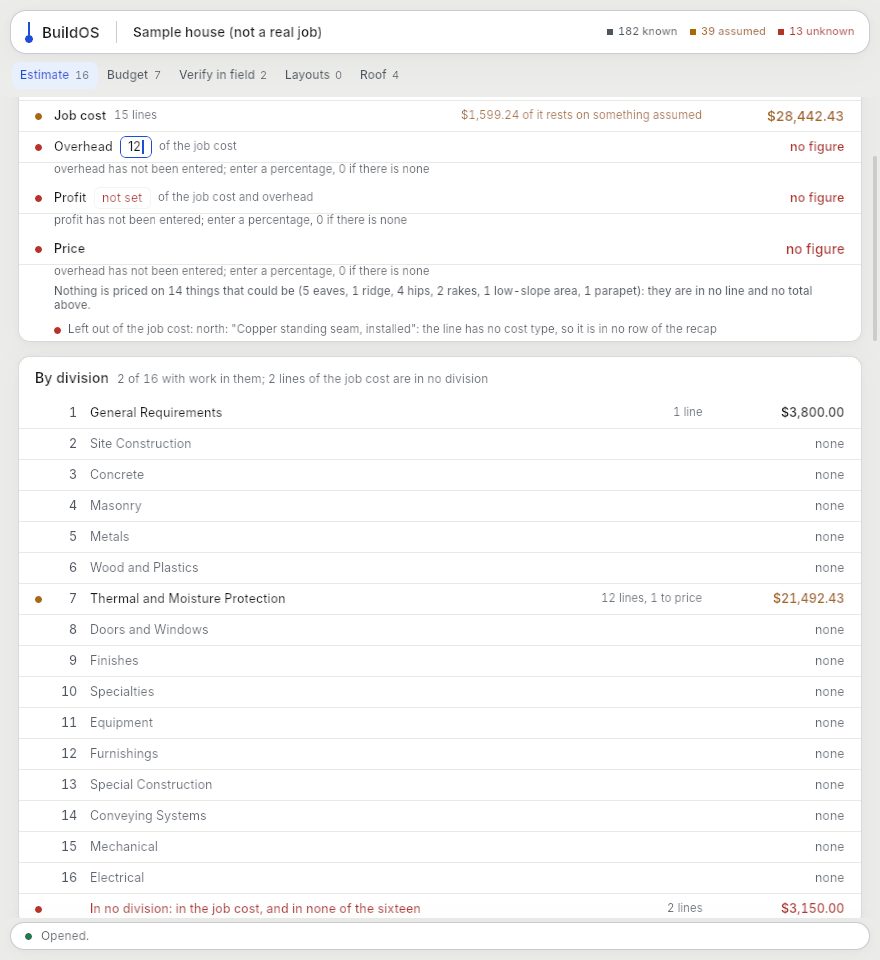 BuildOS Sample house (not a real job) 182 known 39 assumed 13 unknown
Estimate 16 Budget 7 Verify in field 2 Layouts 0 Roof 4
Job cost 15 lines $1,599.24 of it rests on something assumed $28,442.43
Overhead 12 of the job cost no figure
overhead has not been entered; enter a percentage, 0 if there is none
Profit not set of the job cost and overhead no figure
profit has not been entered; enter a percentage, 0 if there is none
Price no figure
overhead has not been entered; enter a percentage, 0 if there is none
Nothing is priced on 14 things that could be (5 eaves, 1 ridge, 4 hips, 2 rakes, 1 low-slope area, 1 parapet): they are in no line and no total
above.
Left out of the job cost: north: "Copper standing seam, installed": the line has no cost type, so it is in no row of the recap
By division 2 of 16 with work in them; 2 lines of the job cost are in no division
1 General Requirements 1 line $3,800.00
2 Site Construction none
3 Concrete none
4 Masonry none
5 Metals none
6 Wood and Plastics none
7 Thermal and Moisture Protection 12 lines, 1 to price $21,492.43
8 Doors and Windows none
9 Finishes none
10 Specialties none
11 Equipment none
12 Furnishings none
13 Special Construction none
14 Conveying Systems none
15 Mechanical none
16 Electrical none
In no division: in the job cost, and in none of the sixteen 2 lines $3,150.00
Opened.